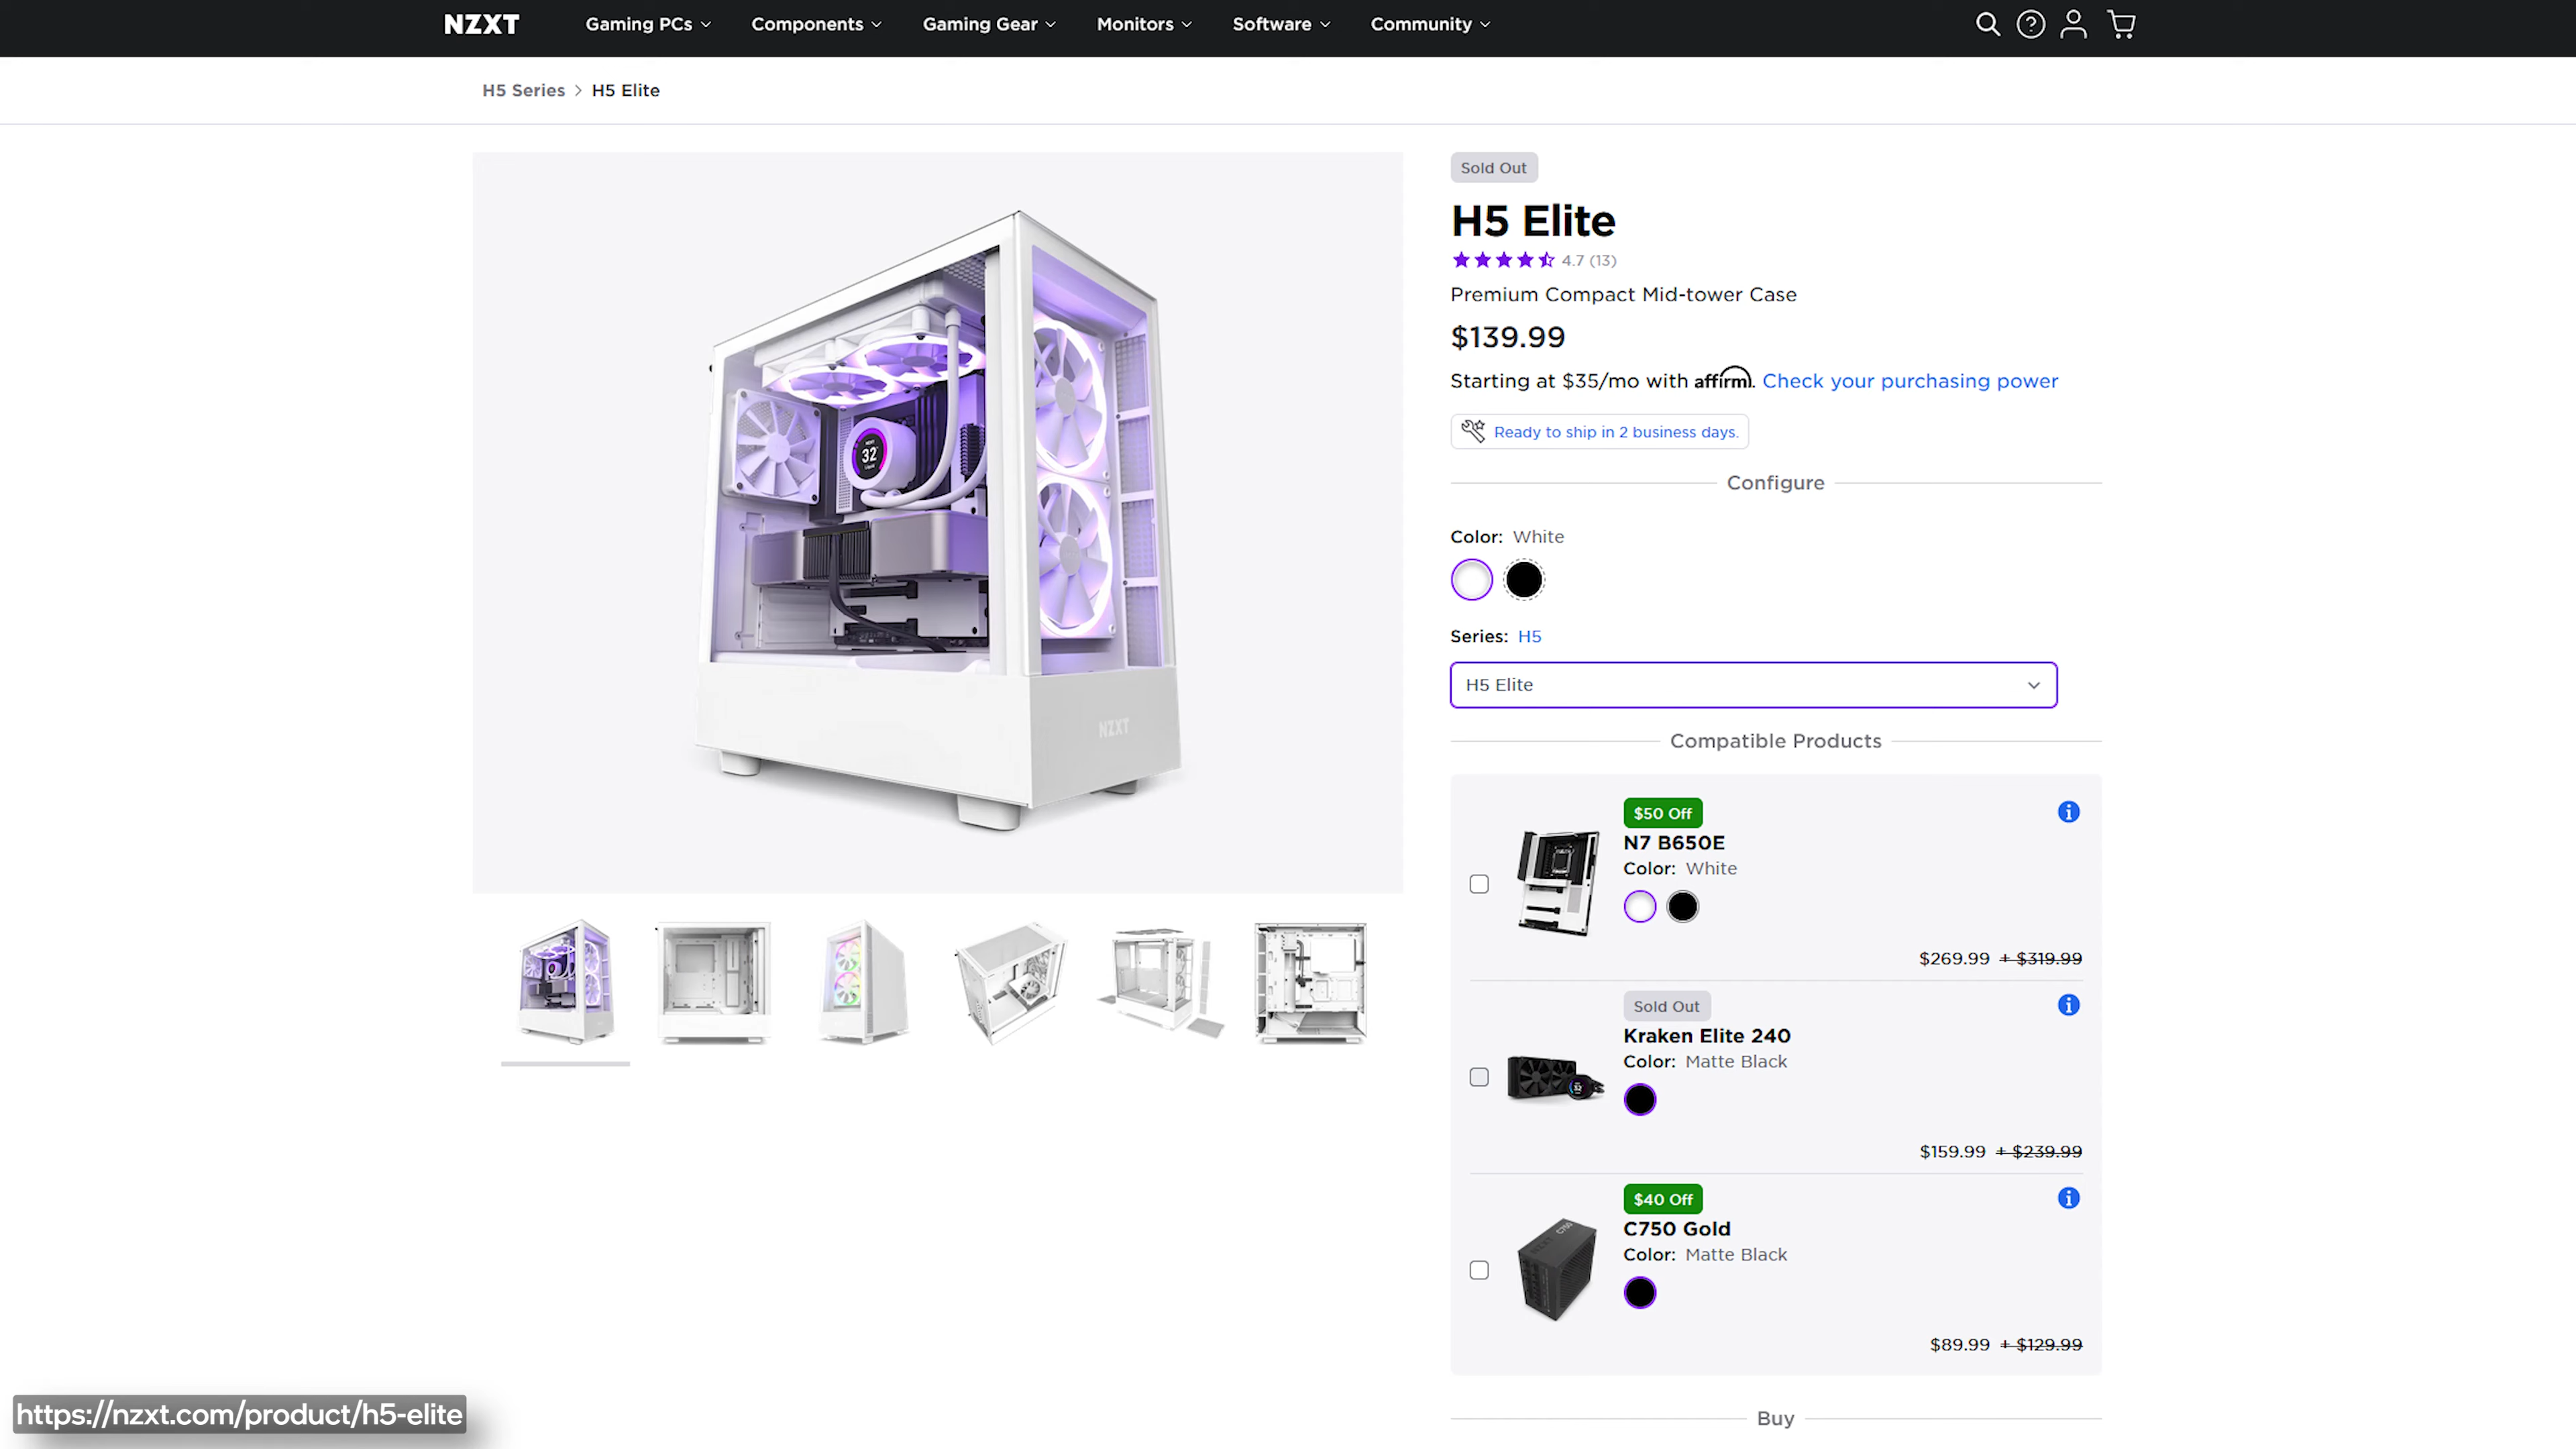 NZXT
Gaming PCs
Components
Gaming Gear
Monitors
Software
Community
H5 Series > H5 Elite
Sold Out
H5 Elite
4.7 (13)
Premium Compact Mid-tower Case
$139.99
Starting at $35/mo with affirm. Check your purchasing power
Ready to ship in 2 business days.
Configure
Color: White
Series: H5
H5 Elite
Compatible Products
$50 Off
N7 B650E
Color: White
$269.99 + $319.99
Sold Out
Kraken Elite 240
Color: Matte Black
$159.99 + $239.99
$40 Off
C750 Gold
Color: Matte Black
$89.99 + $129.99
Buy
NZXT
32
NZXT
C750
https://nzxt.com/product/h5-elite